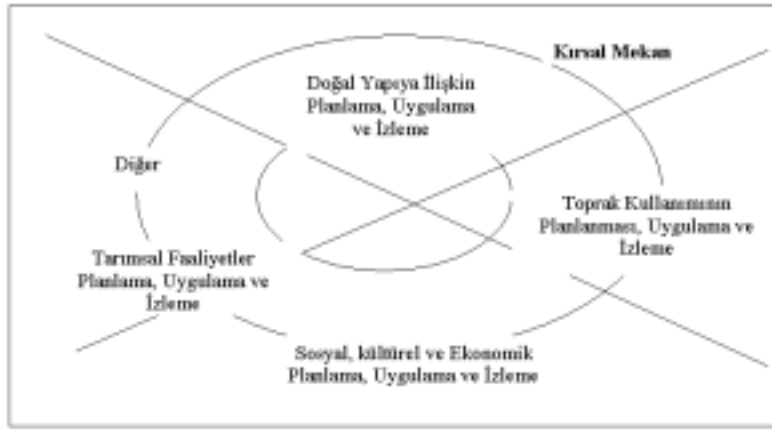 Kırsal Mekan
Doğal Yapıya İlişkin
Planlama, Uygulama
ve İzleme
Diğer
Toprak Kullanımının
Planlanması, Uygulama ve
İzleme
Tarımsal Faaliyetler
Planlama, Uygulama ve
İzleme
Sosyal, kültürel ve Ekonomik
Planlama, Uygulama ve İzleme